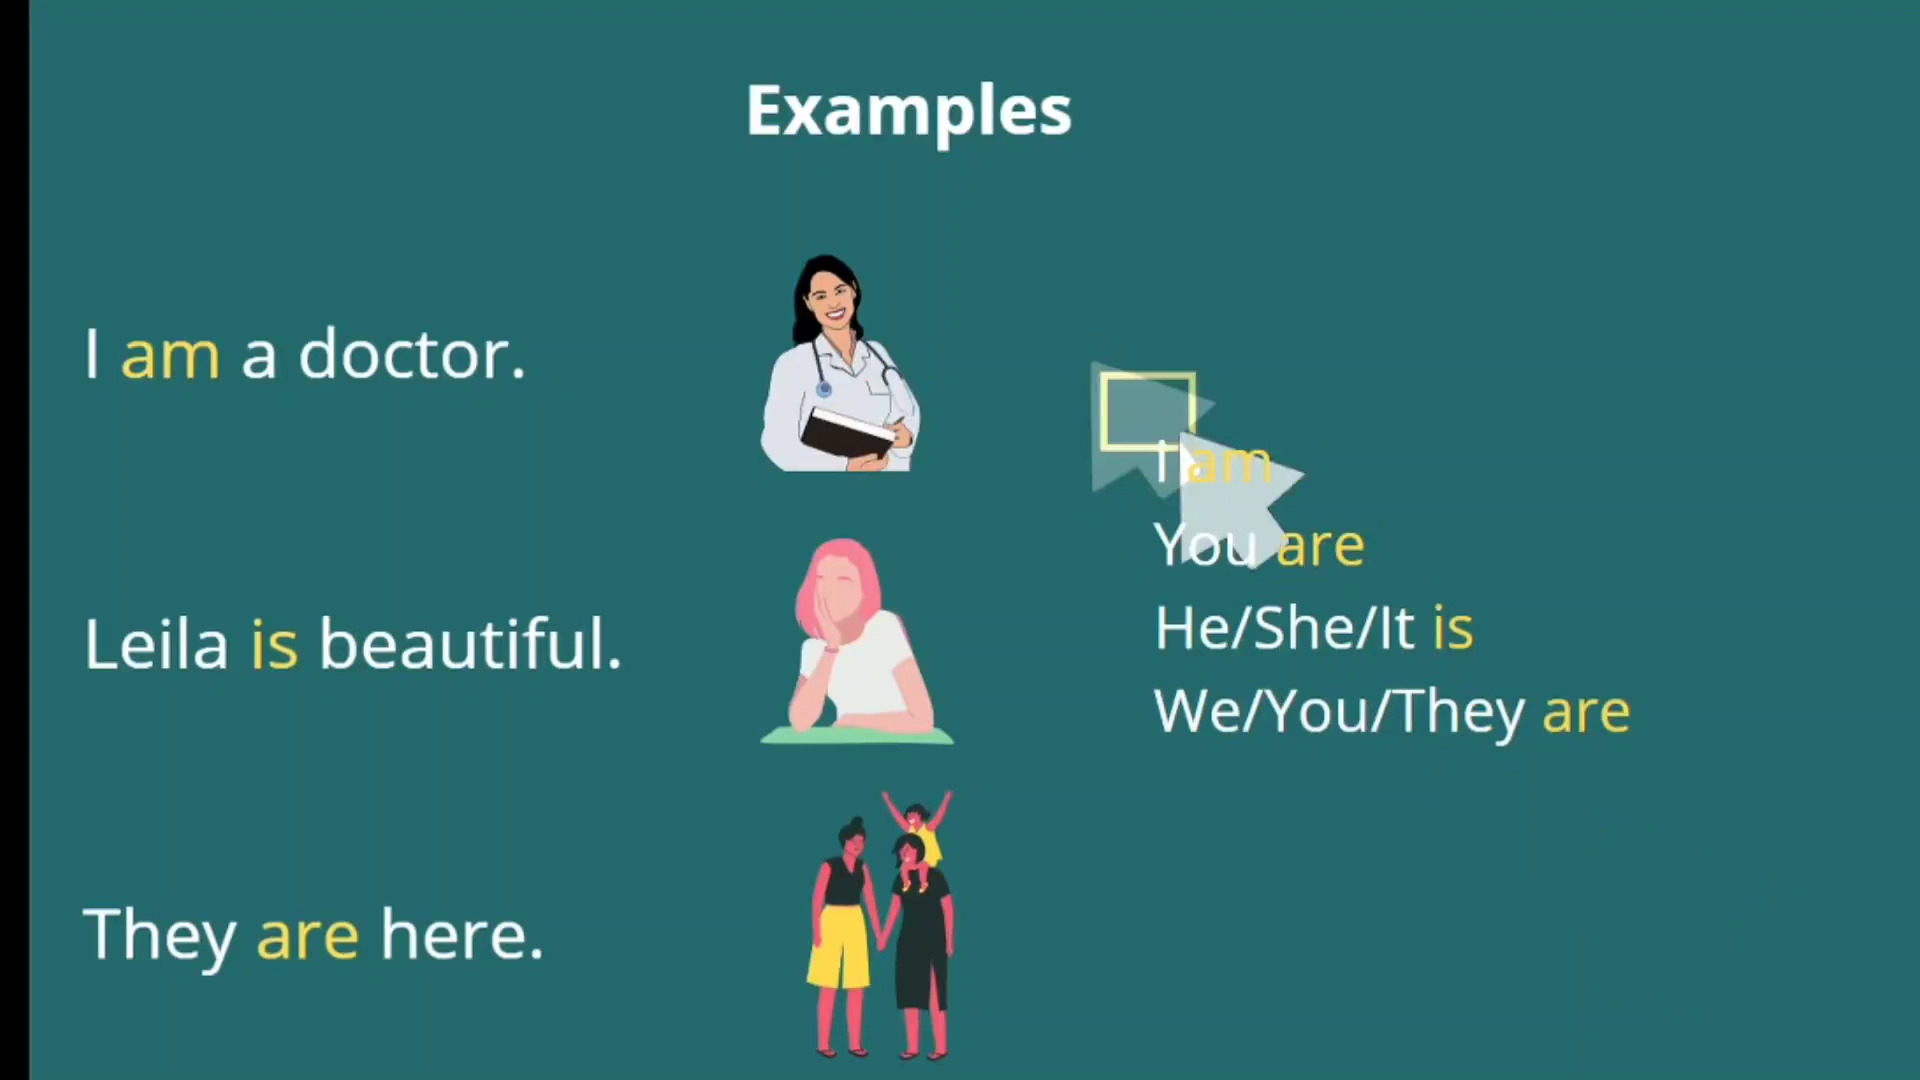 Examples
I am a doctor.
Leila is beautiful.
They are here.
I am
You are
He/She/It is
We/You/They are